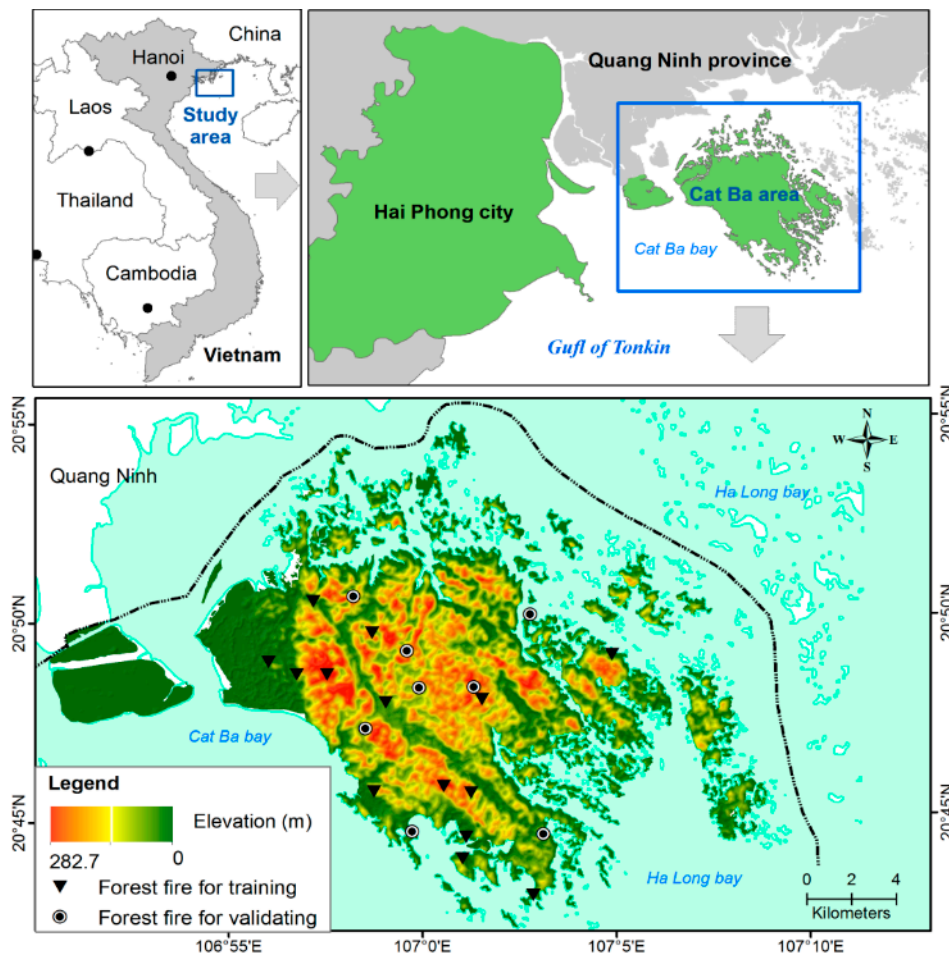 China
Hanoi
Laos
Study
area
Thailand
Cambodia
Vietnam
Quang Ninh province
Hai Phong city
Cat Ba area
Cat Ba bay
Gufl of Tonkin
20°55'N
20°55'N
N
W E
S
Quang Ninh
Ha Long bay
20°50'N
20°50'N
Cat Ba bay
Legend
Elevation (m)
282.7 0
Forest fire for training
Forest fire for validating
20°45'N
20°45'N
Ha Long bay
0 2 4
Kilometers
106°55'E 107°0'E 107°5'E 107°10'E